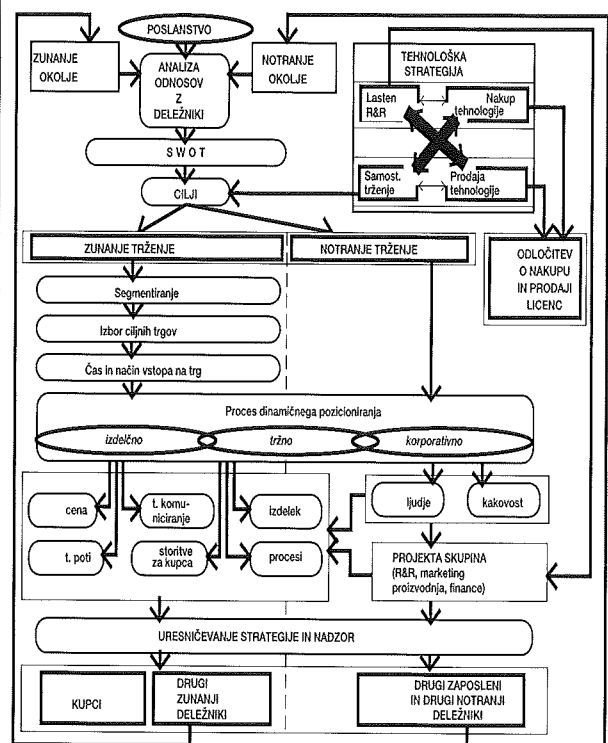 POSLANSTVO
ZUNANJE
OKOLJE
ANALIZA
ODNOSOV
Z
DELEŽNIKI
NOTRANJE
OKOLJE
TEHNOLOŠKA
STRATEGIJA
Lasten
R&R
Nakup
tehnologije
Samost.
trženje
Prodaja
tehnologije
S W O T
CILJI
ODLOČITEV
O NAKUPU
IN PRODAJI
LICENC
ZUNANJE TRŽENJE
NOTRANJE TRŽENJE
Segmentiranje
Izbor ciljnih trgov
Čas in način vstopa na trg
Proces dinamičnega pozicioniranja
izdelčno
tržno
korporativno
cena
t. komu-
niciranje
izdelek
ljudje
kakovost
t. poti
storitve
za kupca
procesi
PROJEKTA SKUPINA
(R&R, marketing
proizvodnja, finance)
URESNIČEVANJE STRATEGIJE IN NADZOR
KUPCI
DRUGI
ZUNANJI
DELEŽNIKI
DRUGI ZAPOSLENI
IN DRUGI NOTRANJI
DELEŽNIKI